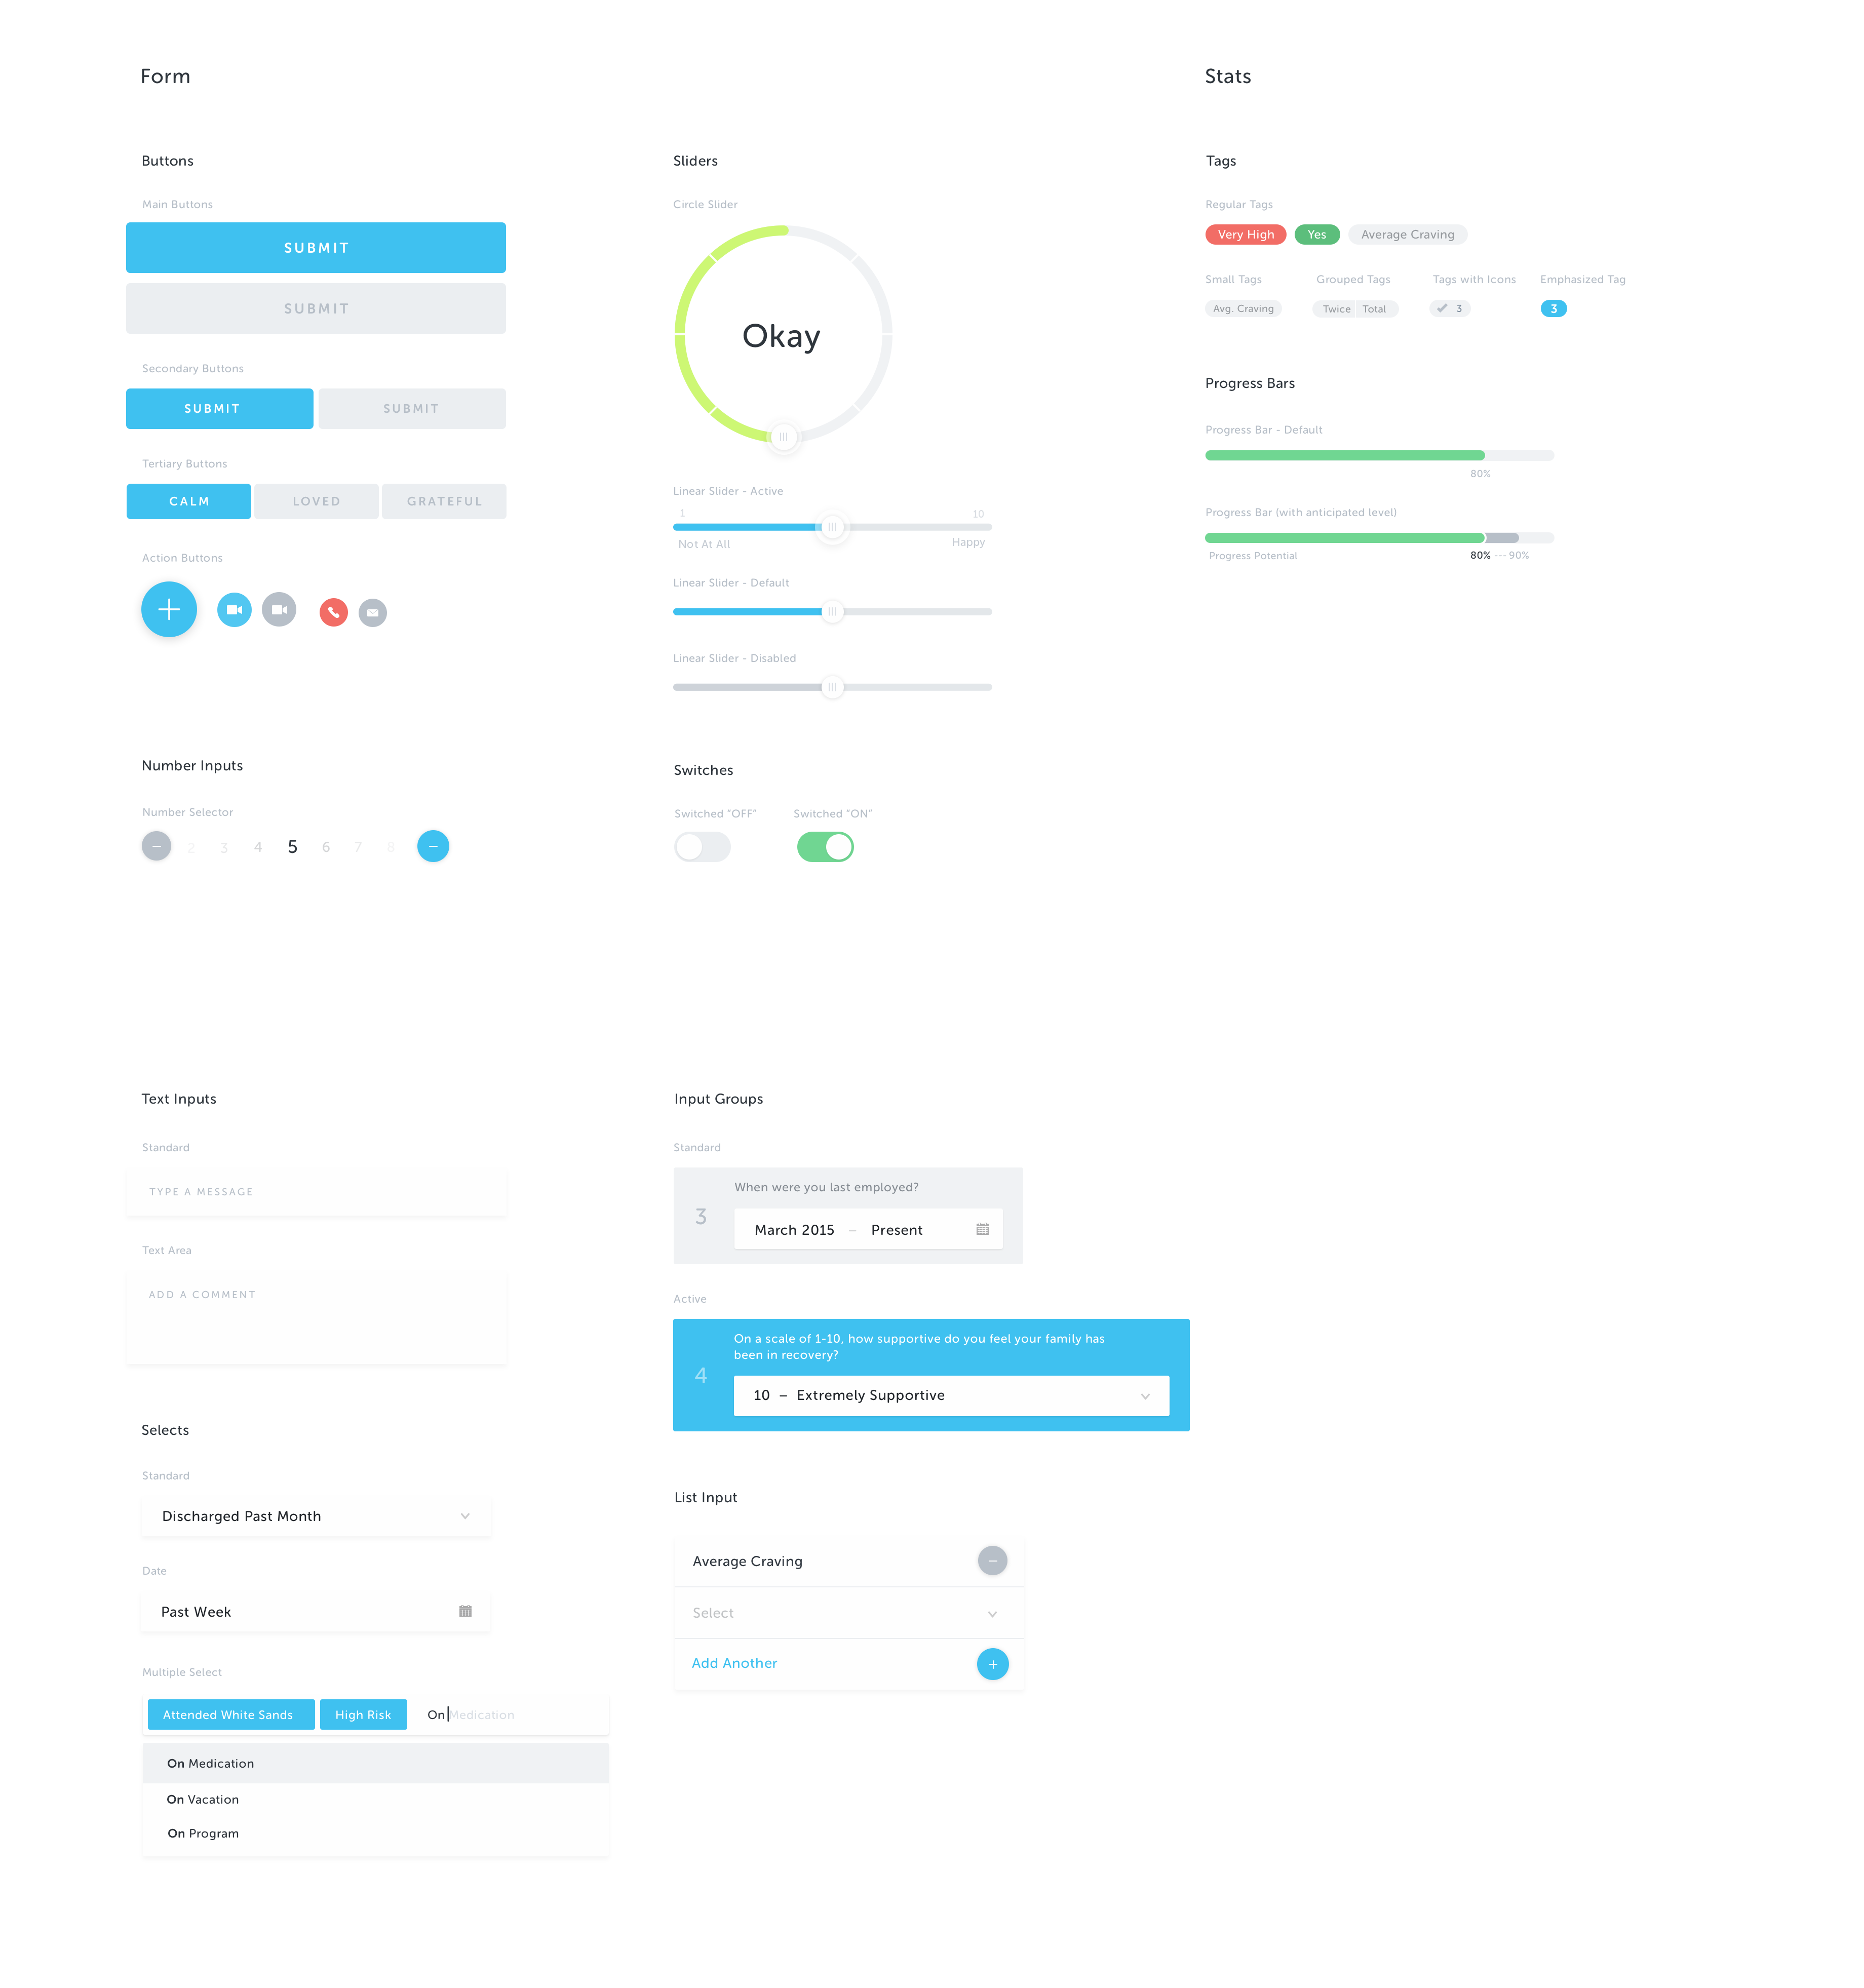 Form
Buttons
Main Buttons
SUBMIT
SUBMIT
Secondary Buttons
SUBMIT SUBMIT
Tertiary Buttons
CALM LOVED GRATEFUL
Action Buttons
Number Inputs
Number Selector
2 3 4 5 6 7 8
Sliders
Circle Slider
Okay
Linear Slider - Active
1 10
Not At All Happy
Linear Slider - Default
Linear Slider - Disabled
Switches
Switched “OFF” Switched “ON”
Stats
Tags
Regular Tags
Very High Yes Average Craving
Small Tags Grouped Tags Tags with Icons Emphasized Tag
Avg. Craving Twice Total 3 3
Progress Bars
Progress Bar - Default
80%
Progress Bar (with anticipated level)
Progress Potential 80% --- 90%
Text Inputs
Standard
TYPE A MESSAGE
Text Area
ADD A COMMENT
Selects
Standard
Discharged Past Month
Date
Past Week
Multiple Select
Attended White Sands High Risk On Medication
On Medication
On Vacation
On Program
Input Groups
Standard
When were you last employed?
3
March 2015 – Present
Active
On a scale of 1-10, how supportive do you feel your family has
been in recovery?
4
10 – Extremely Supportive
List Input
Average Craving
Select
Add Another